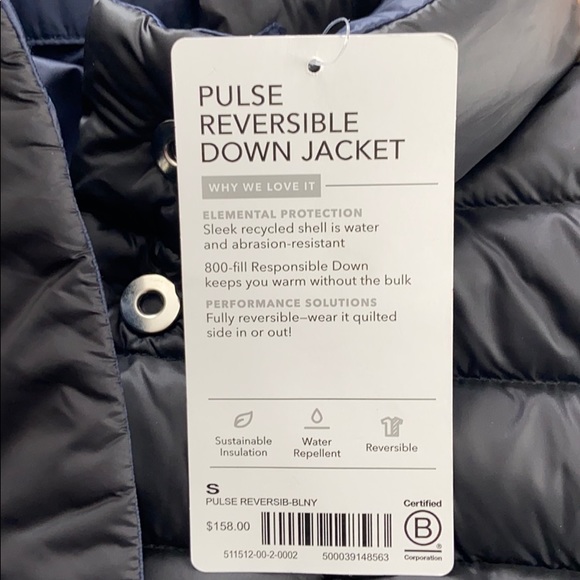 PULSE
REVERSIBLE
DOWN JACKET
WHY WE LOVE IT
ELEMENTAL PROTECTION
Sleek recycled shell is water
and abrasion-resistant
800-fill Responsible Down
keeps you warm without the bulk
PERFORMANCE SOLUTIONS
Fully reversible—wear it quilted
side in or out!
Sustainable
Insulation
Water
Repellent
Reversible
S
PULSE REVERSIB-BLNY
$158.00
511512-00-2-0002
500039148563
Certified
B
®
Corporation